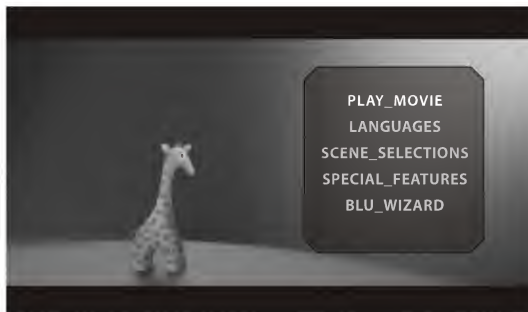 PLAY_MOVIE
LANGUAGES
SCENE_SELECTIONS
SPECIAL_FEATURES
BLU_WIZARD